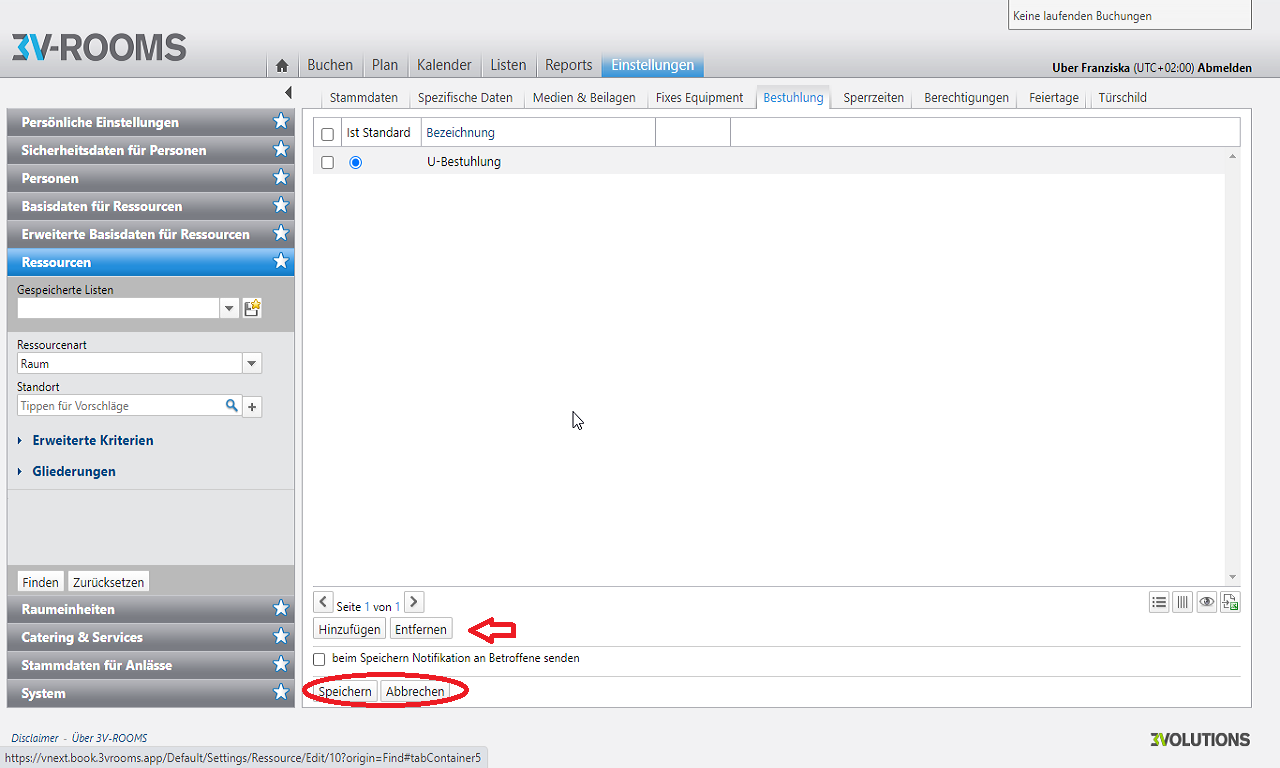 Keine laufenden Buchungen
3V-ROOMS
Buchen Plan Kalender Listen Reports Einstellungen
Uber Franziska (UTC+02:00) Abmelden
Stammdaten Spezifische Daten Medien & Beilagen Fixes Equipment Bestuhlung Sperrzeiten Berechtigungen Feiertage Türschild
Persönliche Einstellungen
Sicherheitsdaten für Personen
Personen
Basisdaten für Ressourcen
Erweiterte Basisdaten für Ressourcen
Ressourcen
Gespeicherte Listen
Ressourcenart
Raum
Standort
Tippen für Vorschläge
Erweiterte Kriterien
Gliederungen
Finden Zurücksetzen
Raumeinheiten
Catering & Services
Stammdaten für Anlässe
System
Ist Standard Bezeichnung
U-Bestuhlung
Seite 1 von 1
Hinzufügen Entfernen
beim Speichern Notifikation an Betroffene senden
Speichern Abbrechen
Disclaimer - Über 3V-ROOMS
3VOLUTIONS
https://vnext.book.3vrooms.app/Default/Settings/Ressource/Edit/10?origin=Find#tabContainer5